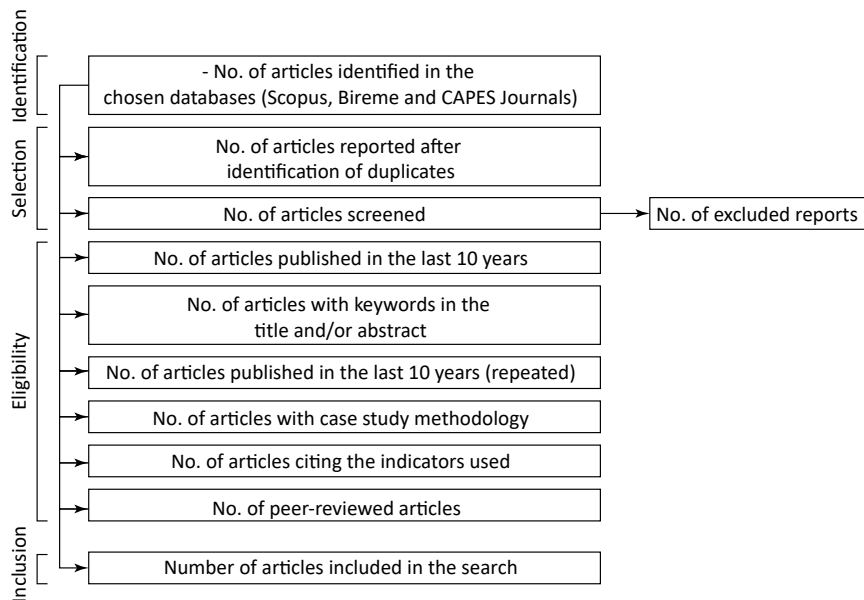 Identification
- No. of articles identified in the
chosen databases (Scopus, Bireme and CAPES Journals)
Selection
No. of articles reported after
identification of duplicates
No. of articles screened
No. of excluded reports
Eligibility
No. of articles published in the last 10 years
No. of articles with keywords in the
title and/or abstract
No. of articles published in the last 10 years (repeated)
No. of articles with case study methodology
No. of articles citing the indicators used
No. of peer-reviewed articles
Inclusion
Number of articles included in the search